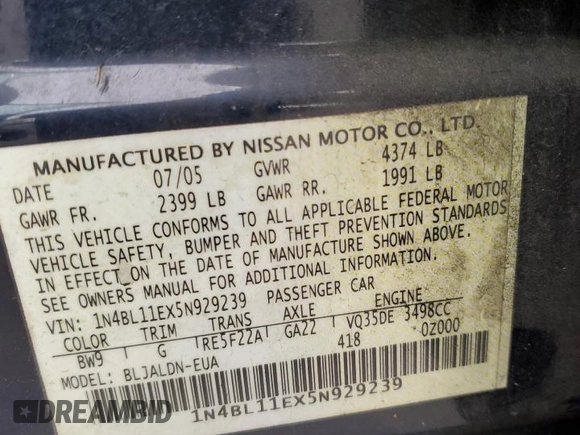 MANUFACTURED BY NISSAN MOTOR CO., LTD.
DATE 07/05 GVWR 4374 LB
GAWR FR. 2399 LB GAWR RR. 1991 LB
THIS VEHICLE CONFORMS TO ALL APPLICABLE FEDERAL MOTOR
VEHICLE SAFETY, BUMPER AND THEFT PREVENTION STANDARDS
IN EFFECT ON THE DATE OF MANUFACTURE SHOWN ABOVE.
SEE OWNERS MANUAL FOR ADDITIONAL INFORMATION.
VIN: 1N4BL11EX5N929239 PASSENGER CAR
COLOR TRIM TRANS AXLE ENGINE
BW9 G RE5F22A GA22 VQ35DE 3498CC
MODEL: BLJALDN-EUA 418 0Z000
1N4BL11EX5N929239
DREAMBID